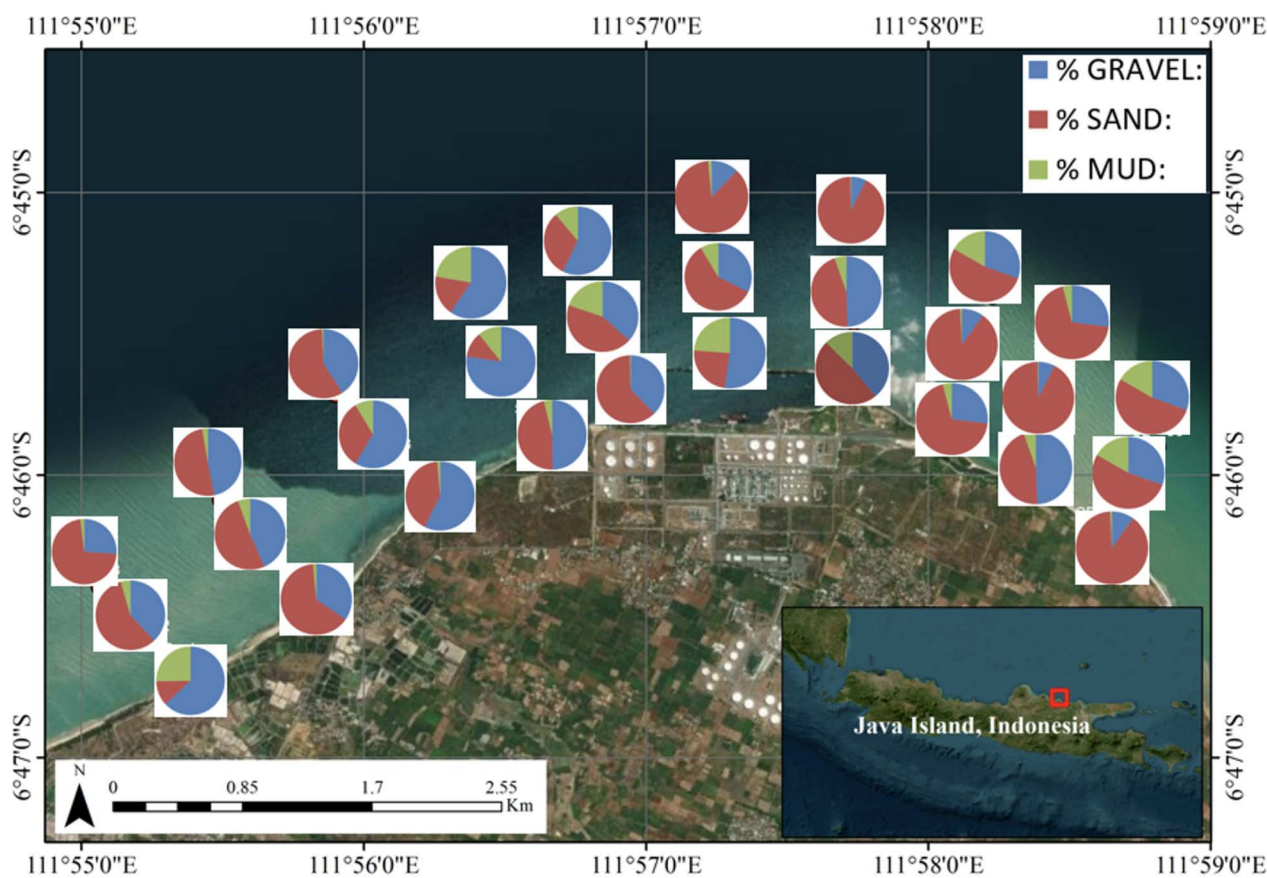 111°55'0"E 111°56'0"E 111°57'0"E 111°58'0"E 111°59'0"E
% GRAVEL:
% SAND:
% MUD:
6°45'0"S 6°45'0"S
6°46'0"S 6°46'0"S
Java Island, Indonesia
6°47'0"S 6°47'0"S
N
0 0.85 1.7 2.55
Km
111°55'0"E 111°56'0"E 111°57'0"E 111°58'0"E 111°59'0"E